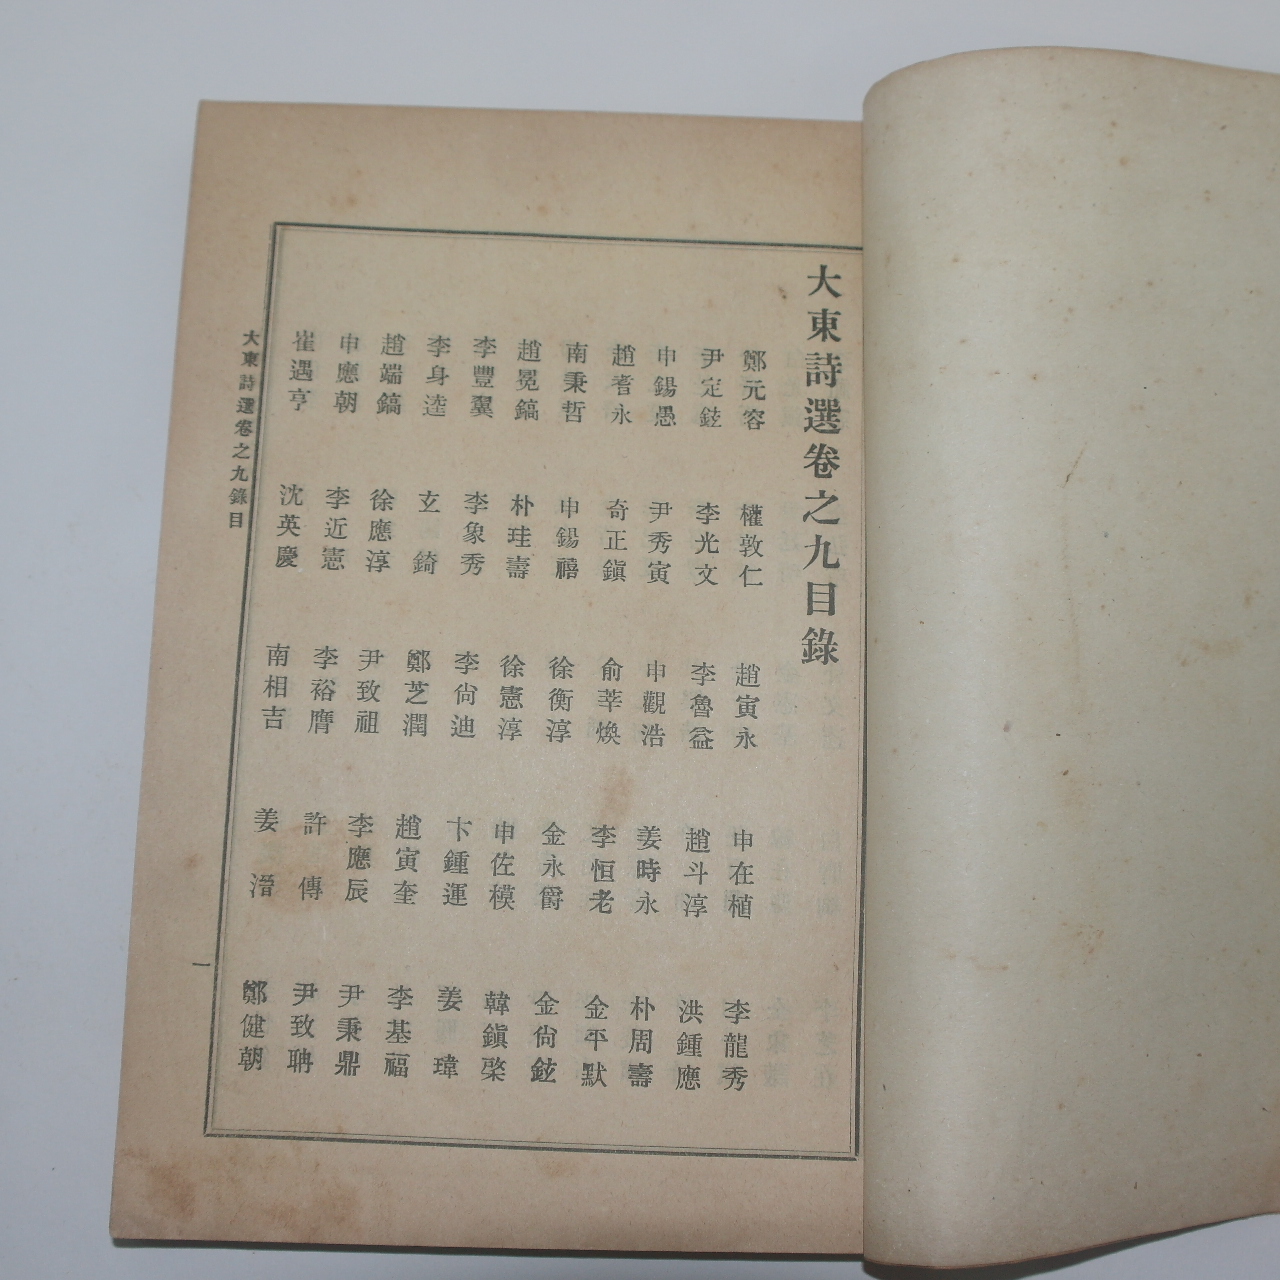 大東詩選卷之九目錄
鄭元容 權敦仁 趙寅永 申在植 李龍秀
尹定鉉 李光文 李魯益 趙斗淳 洪鍾應
申錫愚 尹秀寅 申觀浩 姜時永 朴周壽
趙耆永 奇正鎭 俞莘煥 李恒老 金平默
南秉哲 申錫禧 徐衡淳 金永爵 金尙鉉
趙冕鎬 朴珪壽 徐憲淳 申佐模 韓鎭棨
李豐翼 李象秀 李尙迪 卞鍾運 姜 瑋
李身逵 玄 錡 鄭芝潤 趙寅奎 李基福
趙端鎬 徐應淳 尹致祖 李應辰 尹秉鼎
申應朝 李近憲 李裕膺 許傳 尹致聃
崔遇亨 沈英慶 南相吉 姜溍 鄭健朝
大東詩選卷之九錄目
一